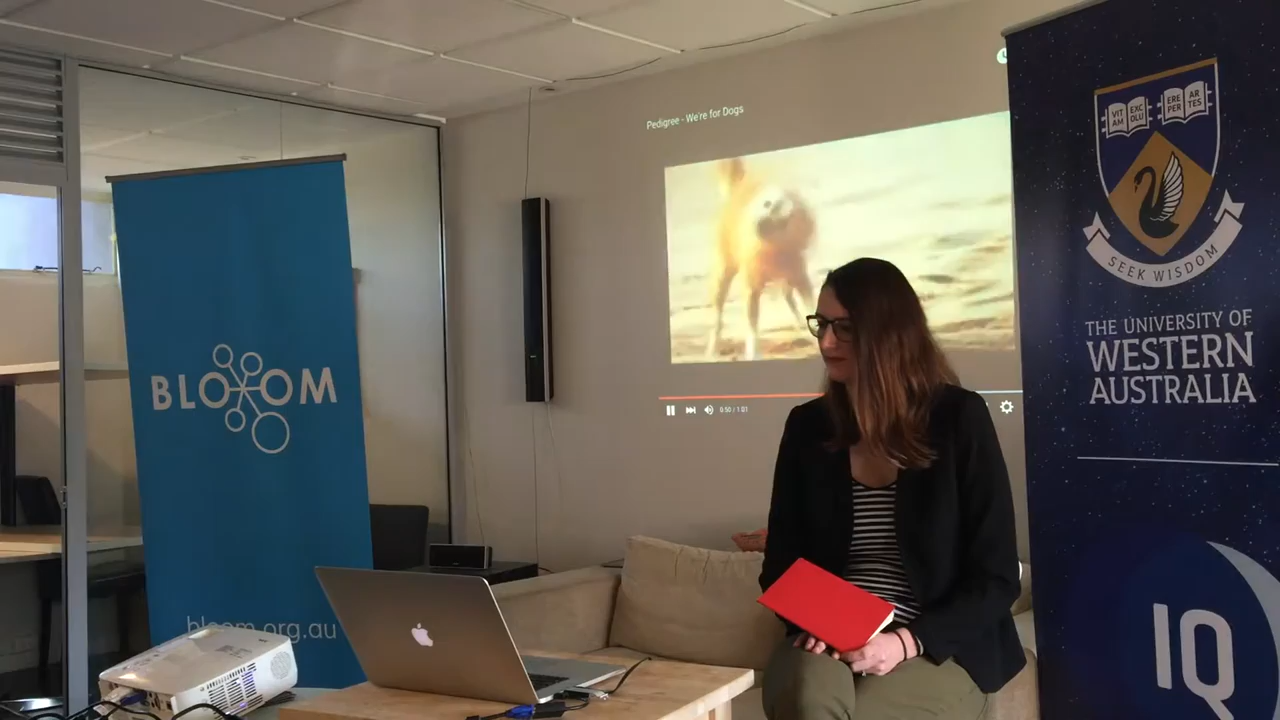 Pedigree - We're for Dogs
0:50 / 1:01
BLOOM
bloom.org.au
VIT
AM
EXC
OLU
ERE
PER
AR
TES
SEEK WISDOM
THE UNIVERSITY OF
WESTERN
AUSTRALIA
IQ